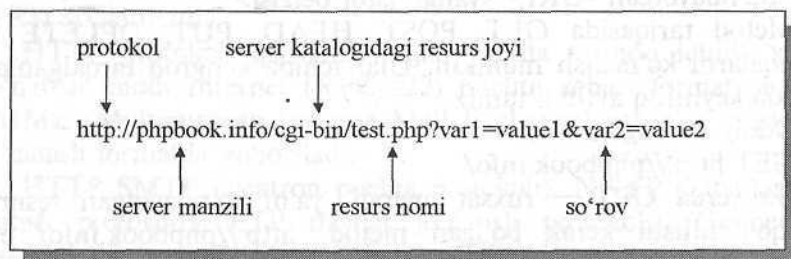 protokol server katalogidagi resurs joyi
http://phpbook.info/cgi-bin/test.php?var1=value1&var2=value2
server manzili resurs nomi so‘rov